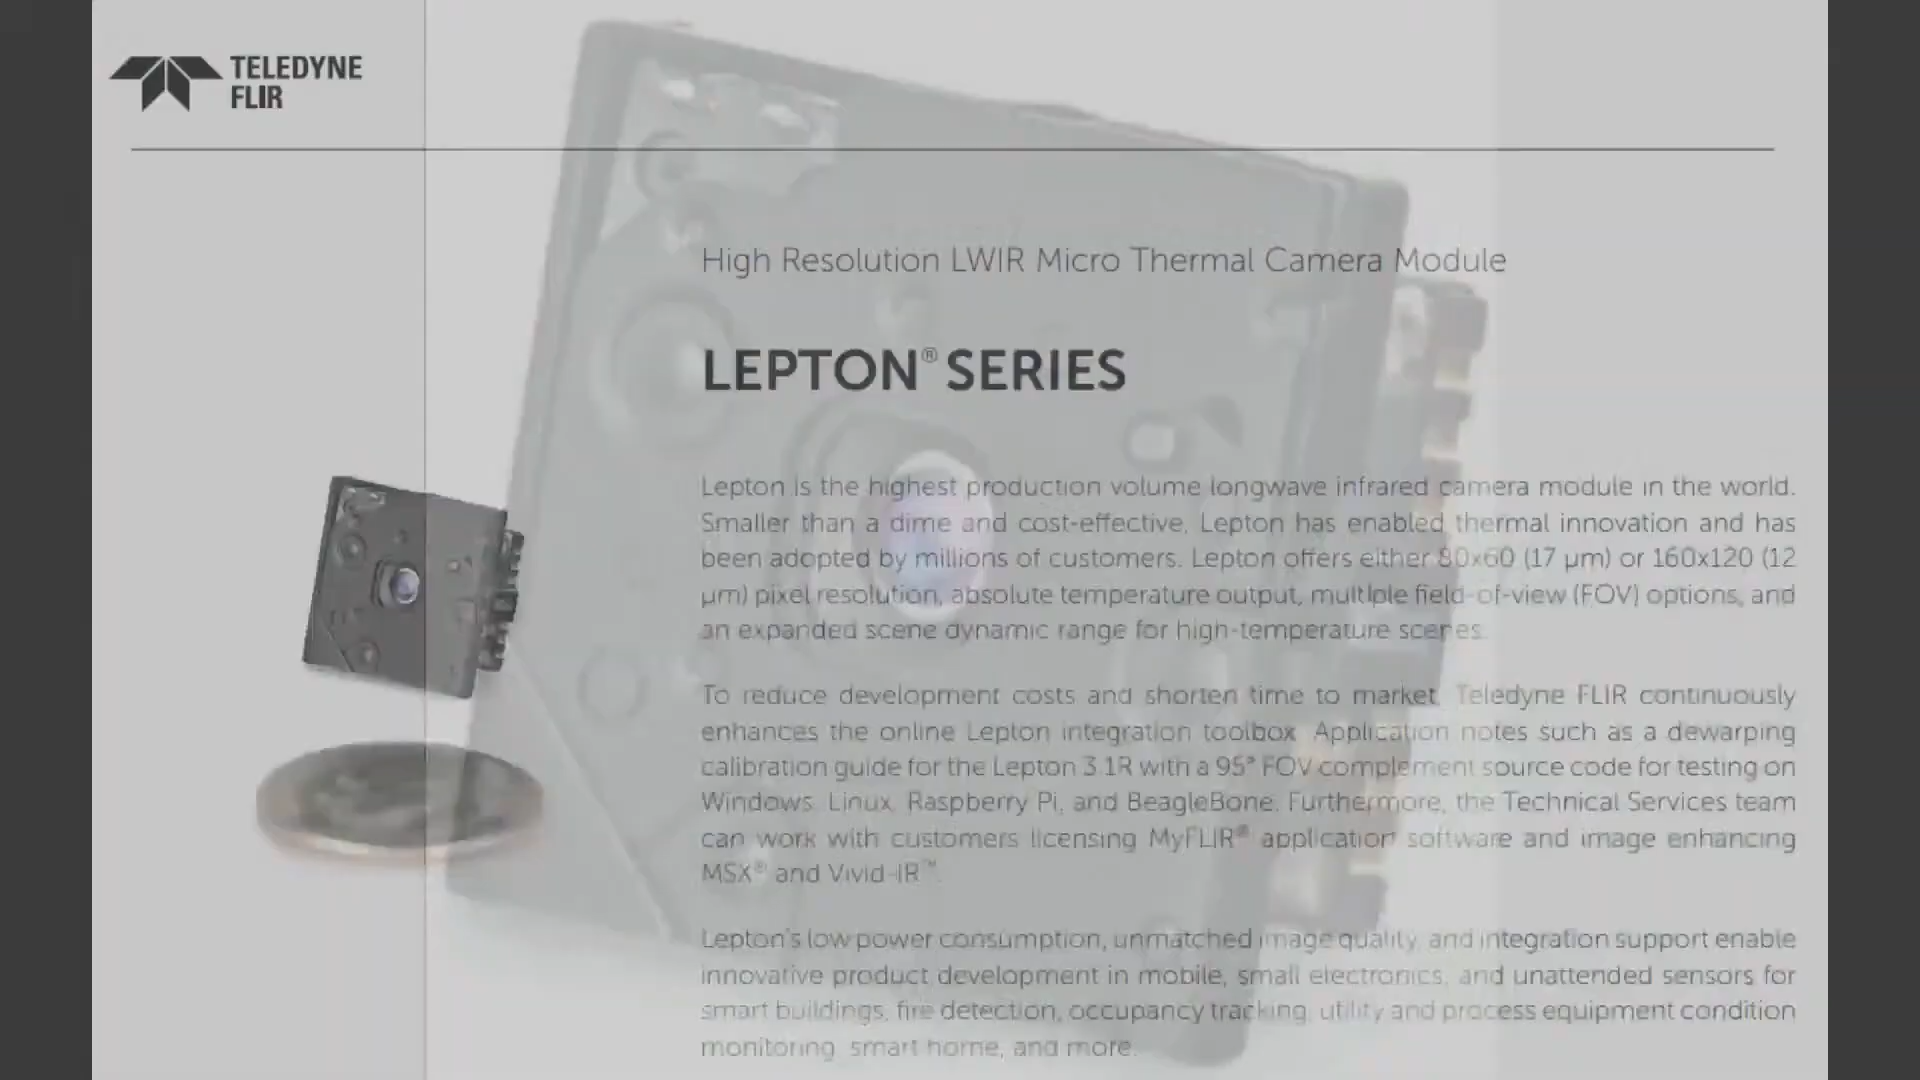 TELEDYNE
FLIR
High Resolution LWIR Micro Thermal Camera Module
LEPTON® SERIES
Lepton is the highest production volume longwave infrared camera module in the world.
Smaller than a dime and cost-effective, Lepton has enabled thermal innovation and has
been adopted by millions of customers. Lepton offers either 80x60 (17 µm) or 160x120 (12
µm) pixel resolution, absolute temperature output, multiple field-of-view (FOV) options, and
an expanded scene dynamic range for high-temperature scenes.
To reduce development costs and shorten time to market, Teledyne FLIR continuously
enhances the online Lepton integration toolbox. Application notes such as a dewarping
calibration guide for the Lepton 3.1R with a 95° FOV complement source code for testing on
Windows, Linux, Raspberry Pi, and BeagleBone. Furthermore, the Technical Services team
can work with customers licensing MyFLIR® application software and image enhancing
MSX® and Vivid-IR™.
Lepton's low power consumption, unmatched image quality, and integration support enable
innovative product development in mobile, small electronics, and unattended sensors for
smart buildings, fire detection, occupancy tracking, utility and process equipment condition
monitoring, smart home, and more.